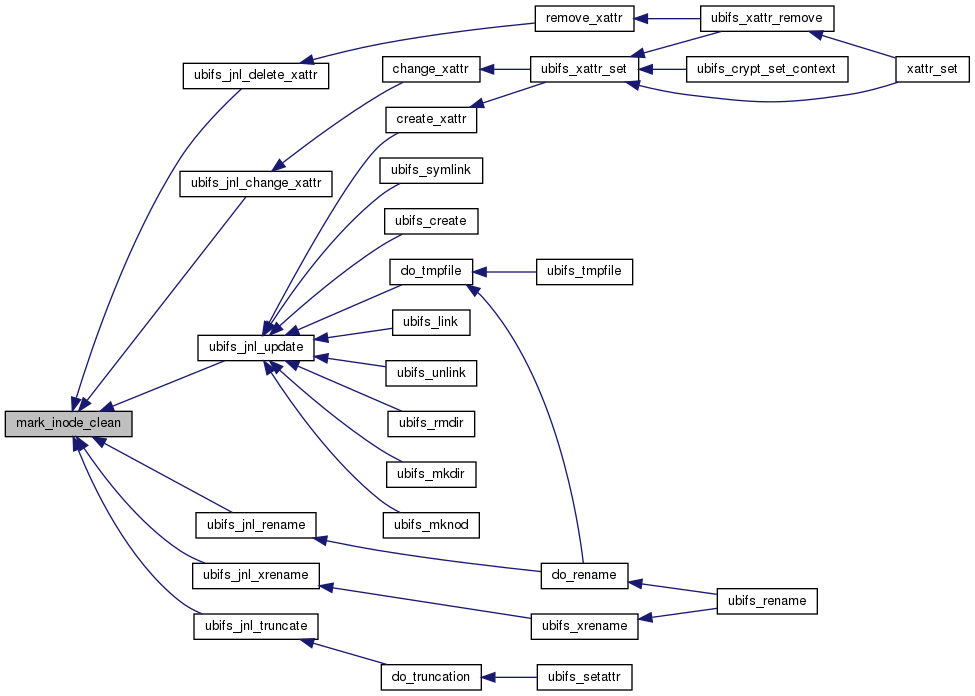 remove_xattr
ubifs_xattr_remove
ubifs_jnl_delete_xattr
change_xattr
ubifs_xattr_set
ubifs_crypt_set_context
xattr_set
create_xattr
ubifs_symlink
ubifs_jnl_change_xattr
ubifs_create
do_tmpfile
ubifs_tmpfile
ubifs_link
ubifs_jnl_update
ubifs_unlink
mark_inode_clean
ubifs_rmdir
ubifs_mkdir
ubifs_jnl_rename
ubifs_mknod
ubifs_jnl_xrename
do_rename
ubifs_rename
ubifs_jnl_truncate
ubifs_xrename
do_truncation
ubifs_setattr